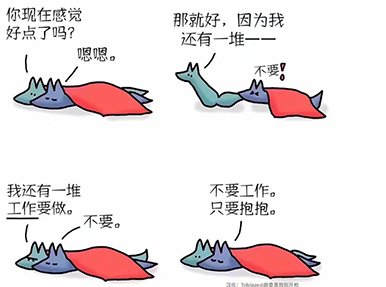 你现在感觉
好点了吗?
嗯嗯。
那就好，因为我
还有一堆一一
不要!
我还有一堆
工作要做。
不要。
不要工作。
只要抱抱。